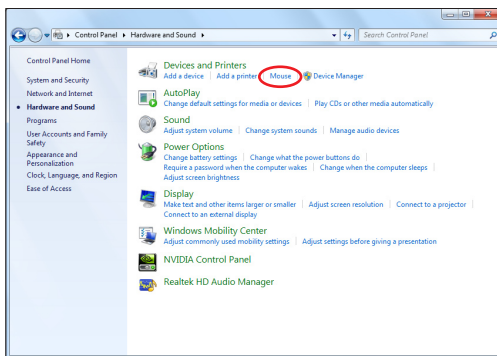 Control Panel ▸ Hardware and Sound ▸
Search Control Panel
Control Panel Home
System and Security
Network and Internet
Hardware and Sound
Programs
User Accounts and Family
Safety
Appearance and
Personalization
Clock, Language, and Region
Ease of Access
Devices and Printers
Add a device | Add a printer | Mouse | Device Manager
AutoPlay
Change default settings for media or devices | Play CDs or other media automatically
Sound
Adjust system volume | Change system sounds | Manage audio devices
Power Options
Change battery settings | Change what the power buttons do |
Require a password when the computer wakes | Change when the computer sleeps |
Adjust screen brightness
Display
Make text and other items larger or smaller | Adjust screen resolution | Connect to a projector |
Connect to an external display
Windows Mobility Center
Adjust commonly used mobility settings | Adjust settings before giving a presentation
NVIDIA Control Panel
Realtek HD Audio Manager